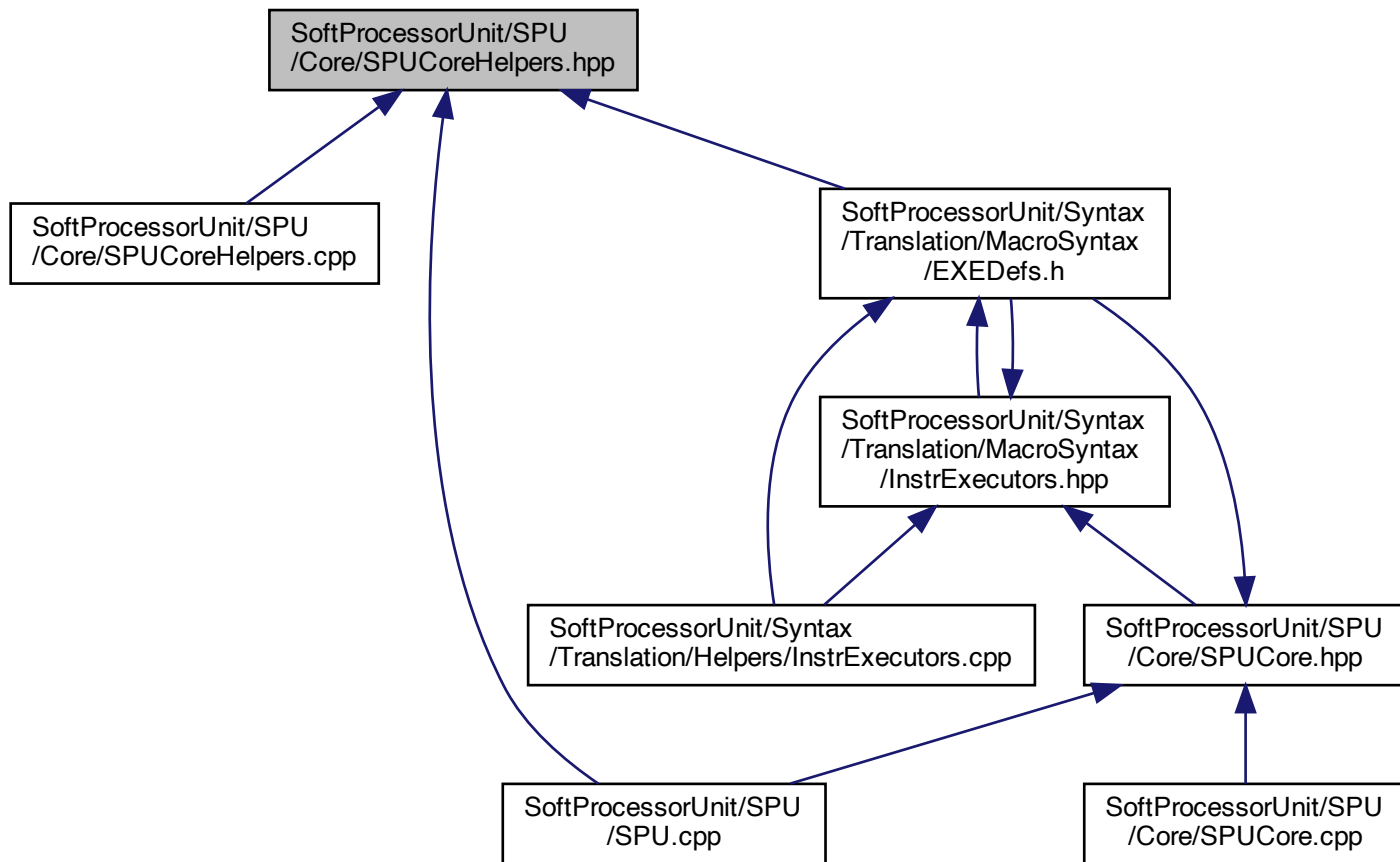 SoftProcessorUnit/SPU
/Core/SPUCoreHelpers.hpp
SoftProcessorUnit/SPU
/Core/SPUCoreHelpers.cpp
SoftProcessorUnit/Syntax
/Translation/MacroSyntax
/EXEDefs.h
SoftProcessorUnit/Syntax
/Translation/MacroSyntax
/InstrExecutors.hpp
SoftProcessorUnit/Syntax
/Translation/Helpers/InstrExecutors.cpp
SoftProcessorUnit/SPU
/Core/SPUCore.hpp
SoftProcessorUnit/SPU
/SPU.cpp
SoftProcessorUnit/SPU
/Core/SPUCore.cpp